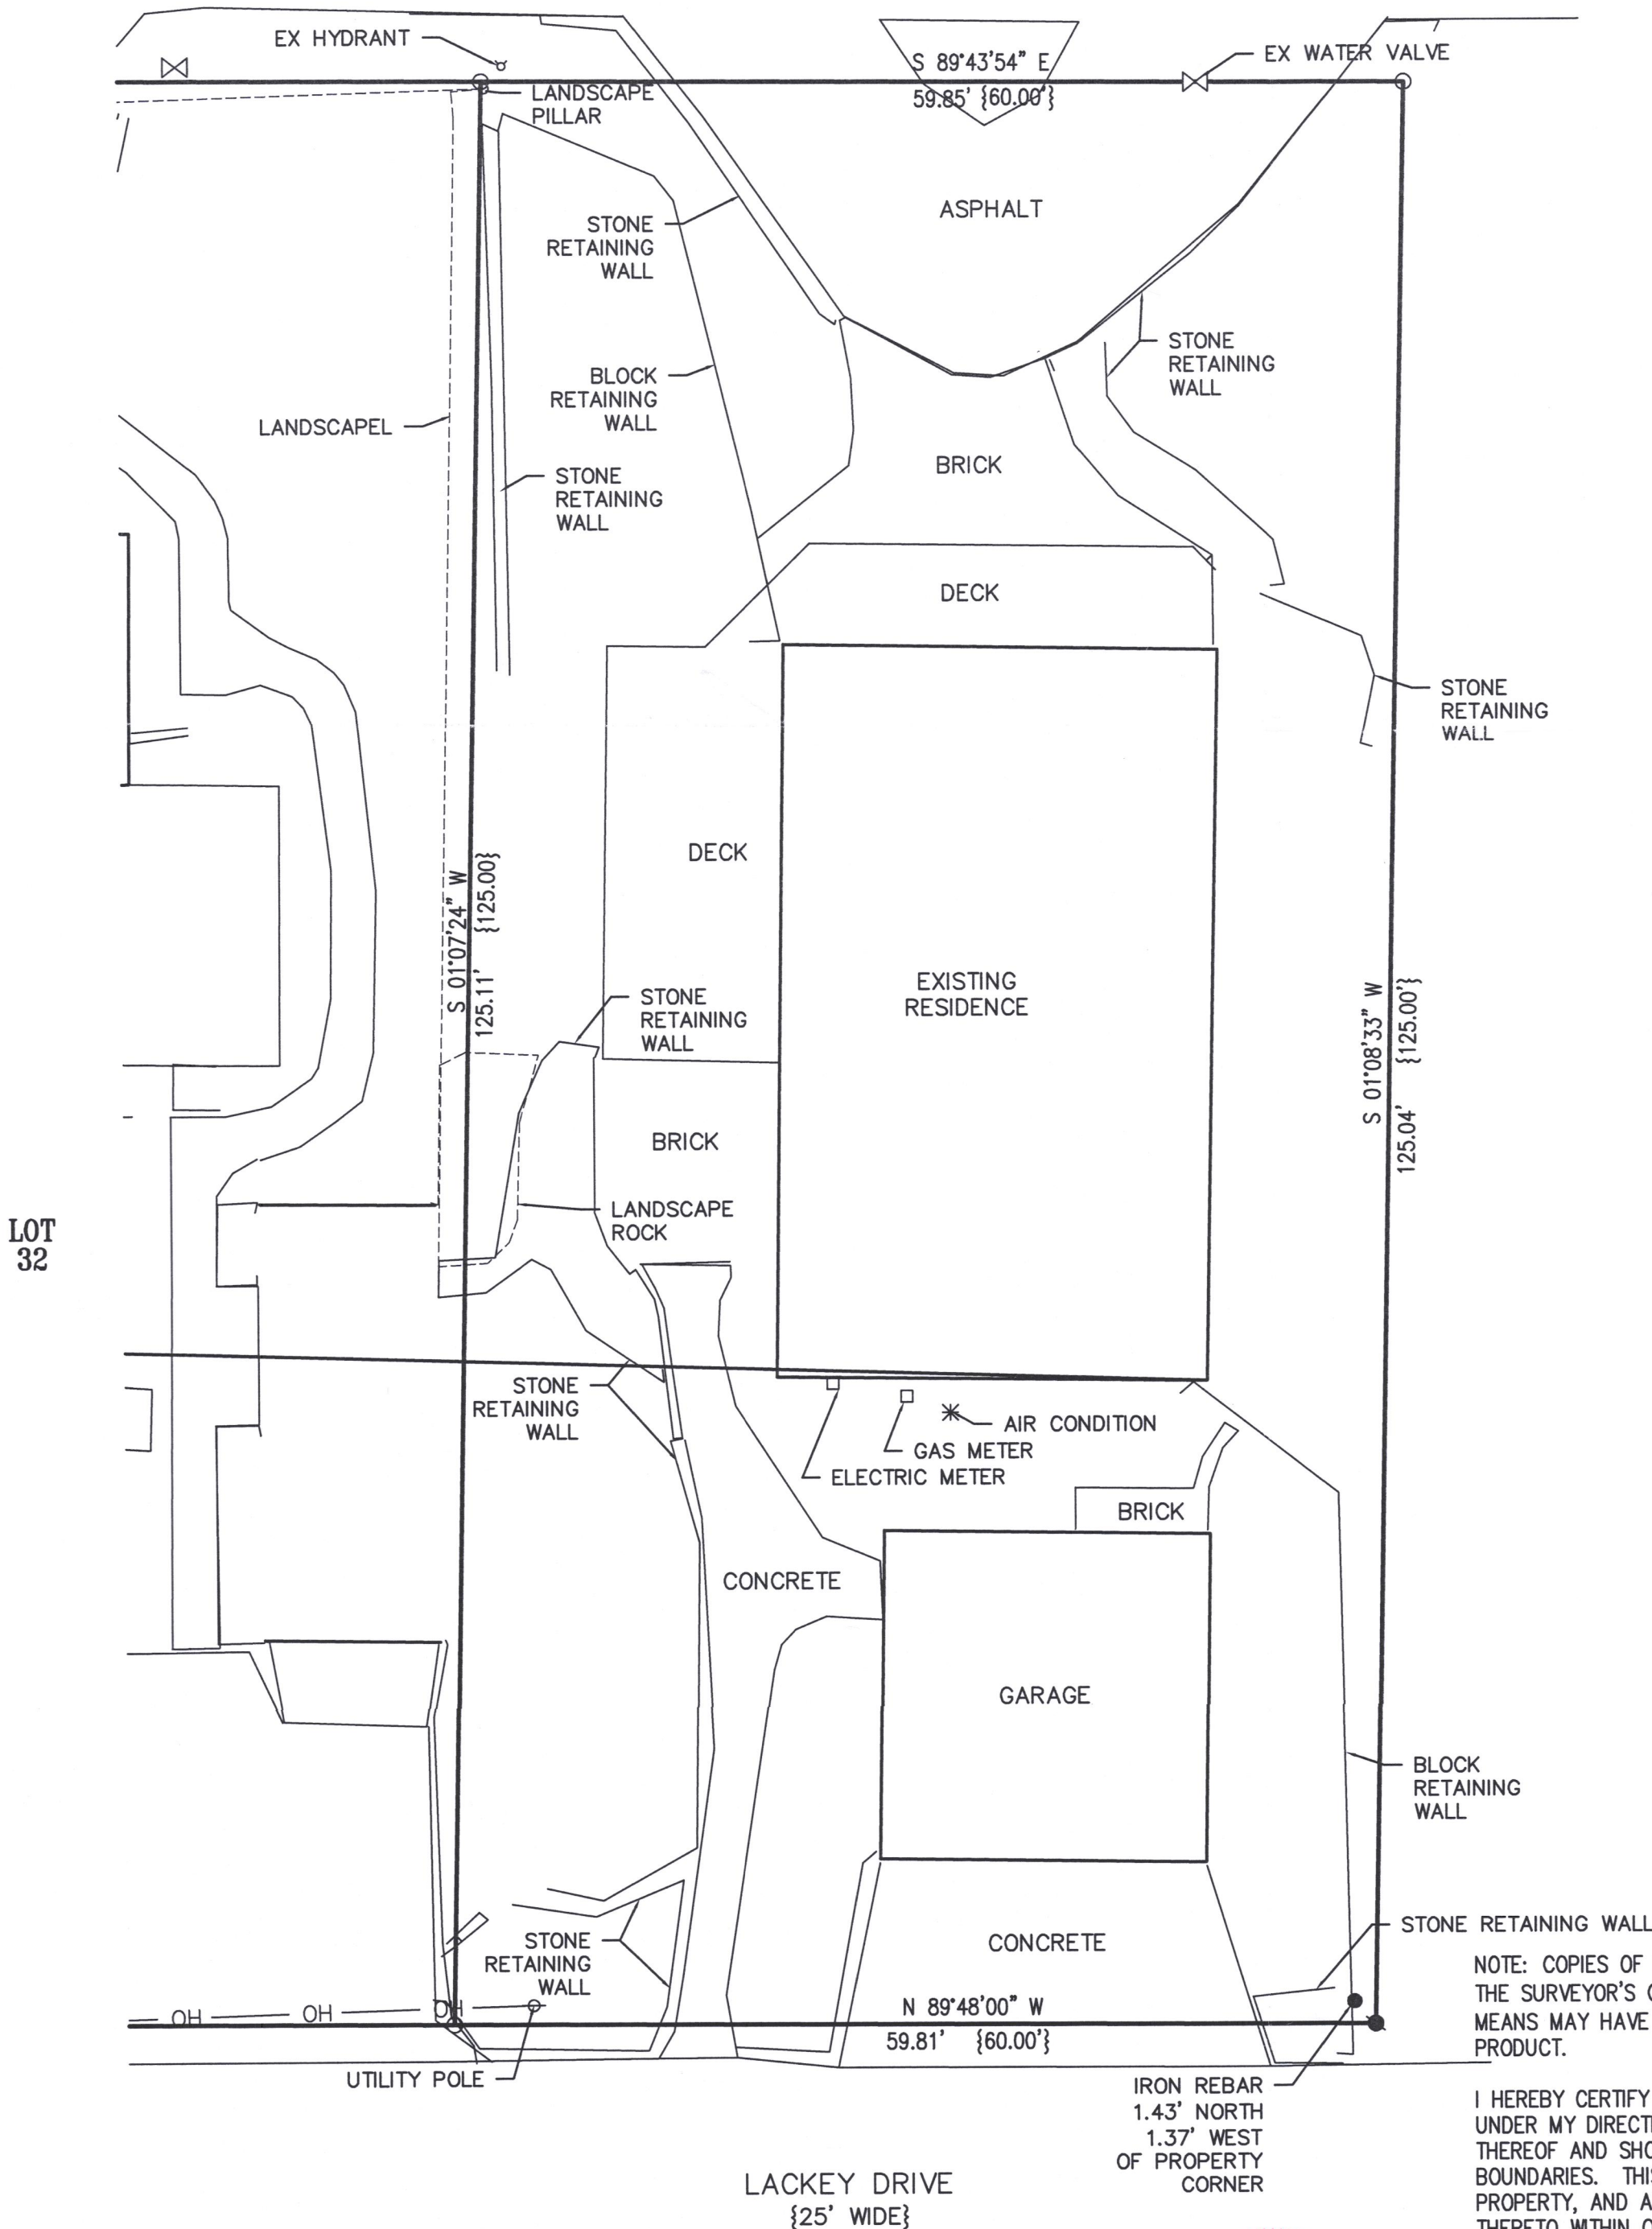 EX HYDRANT
S 89°43'54" E
EX WATER VALVE
59.85' {60.00'}
LANDSCAPE
PILLAR
ASPHALT
STONE
RETAINING
WALL
STONE
RETAINING
WALL
BLOCK
RETAINING
WALL
LANDSCAPEL
BRICK
STONE
RETAINING
WALL
DECK
STONE
RETAINING
WALL
DECK
S 01°07'24" W
125.11' {125.00}
EXISTING
RESIDENCE
STONE
RETAINING
WALL
S 01°08'33" W
125.04' {125.00'}
BRICK
LANDSCAPE
ROCK
LOT
32
STONE
RETAINING
WALL
AIR CONDITION
GAS METER
ELECTRIC METER
BRICK
CONCRETE
GARAGE
BLOCK
RETAINING
WALL
STONE RETAINING WALL
STONE
RETAINING
WALL
CONCRETE
NOTE: COPIES OF
THE SURVEYOR'S
MEANS MAY HAVE
PRODUCT.
OH OH OH
N 89°48'00" W
59.81' {60.00'}
UTILITY POLE
IRON REBAR
1.43' NORTH
1.37' WEST
OF PROPERTY
CORNER
I HEREBY CERTIFY
UNDER MY
THEREOF AND
BOUNDARIES.
PROPERTY, AND
THERETO WITHIN
LACKEY DRIVE
{25' WIDE}